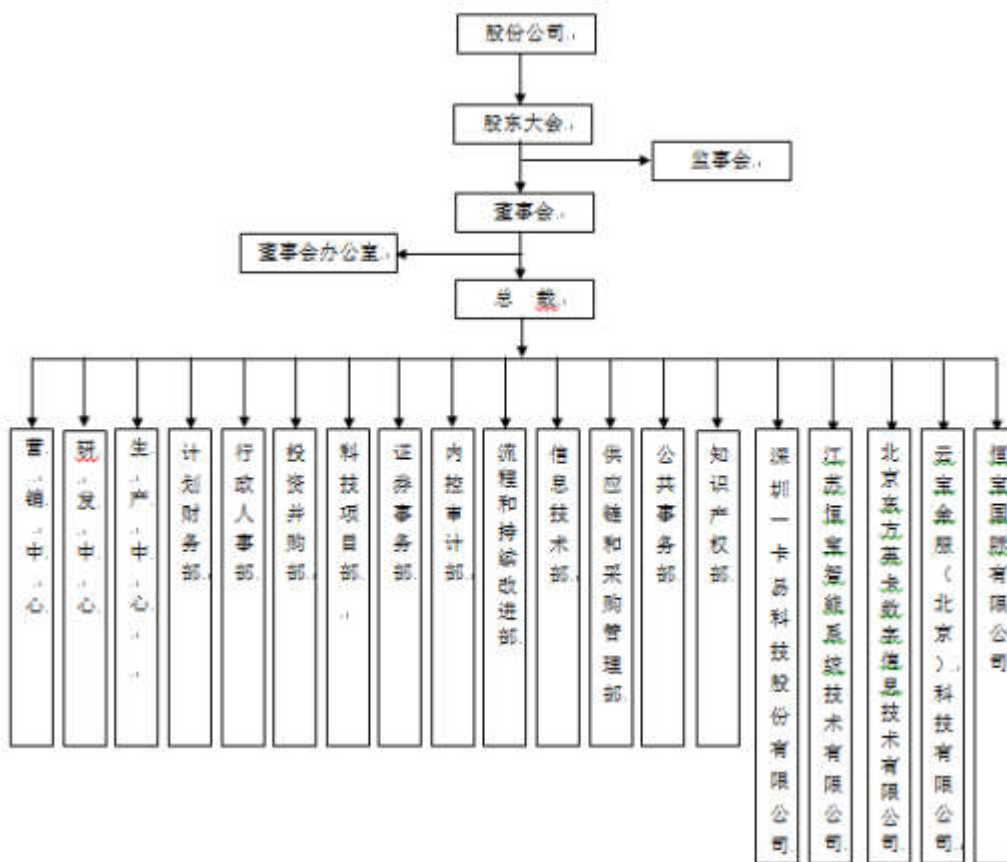 股份公司
股东大会
监事会
董事会
董事会办公室
总 裁
营销中心
研发中心
生产中心
计划财务部
行政人事部
投资并购部
科技项目部
证券事务部
内控审计部
流程和持续改进部
信息技术部
供应链和采购管理部
公共事务部
知识产权部
深圳一卡易科技股份有限公司
江苏恒宝智能系统技术有限公司
北京东方英卡数字信息技术有限公司
云宝金服（北京）科技有限公司
恒宝国际有限公司